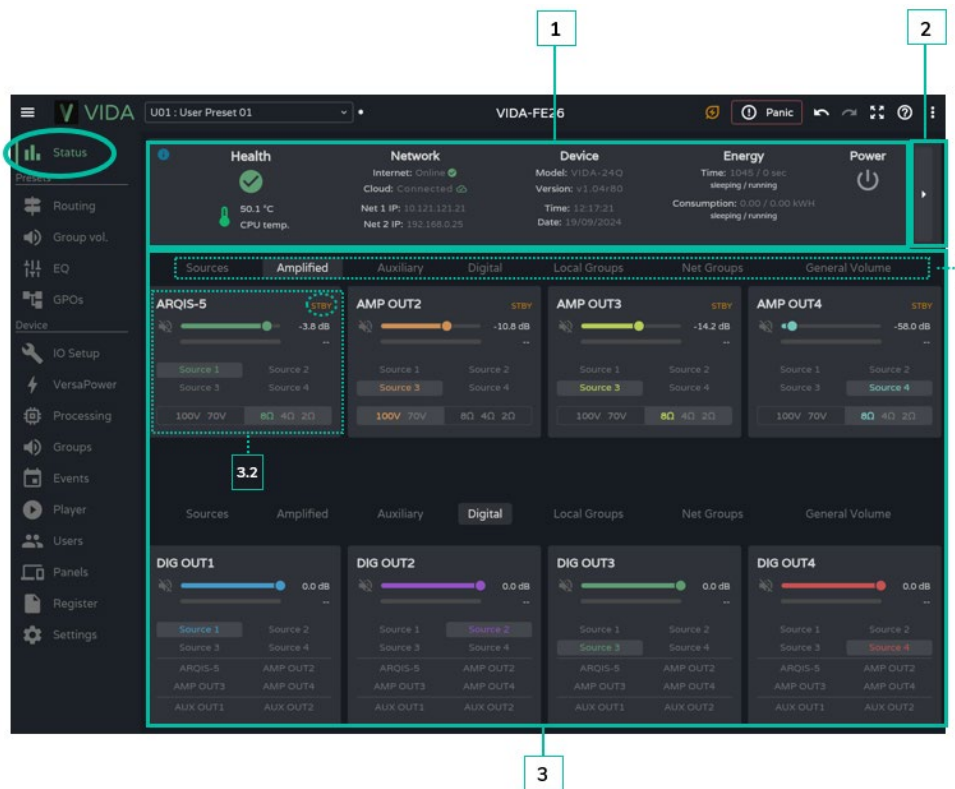 1
2
VIDA
U01 : User Preset 01
VIDA-FE26
Panic
Status
Presets
Routing
Group vol.
EQ
GPOs
Device
IO Setup
VersaPower
Processing
Groups
Events
Player
Users
Panels
Register
Settings
Health
50.1 °C
CPU temp.
Network
Internet: Online
Cloud: Connected
Net 1 IP: 10.121.121.21
Net 2 IP: 192.168.0.25
Device
Model: VIDA-24Q
Version: v1.04r80
Time: 12:17:21
Date: 19/09/2024
Energy
Time: 1045 / 0 sec
sleeping / running
Consumption: 0.00 / 0.00 kWH
sleeping / running
Power
Sources Amplified Auxiliary Digital Local Groups Net Groups General Volume
ARQIS-5 STBY
-3.8 dB
--
Source 1 Source 2
Source 3 Source 4
100V 70V 8Ω 4Ω 2Ω
AMP OUT2 STBY
-10.8 dB
--
Source 1 Source 2
Source 3 Source 4
100V 70V 8Ω 4Ω 2Ω
AMP OUT3 STBY
-14.2 dB
--
Source 1 Source 2
Source 3 Source 4
100V 70V 8Ω 4Ω 2Ω
AMP OUT4 STBY
-58.0 dB
--
Source 1 Source 2
Source 3 Source 4
100V 70V 8Ω 4Ω 2Ω
3.2
Sources Amplified Auxiliary Digital Local Groups Net Groups General Volume
DIG OUT1
0.0 dB
--
Source 1 Source 2
Source 3 Source 4
ARQIS-5 AMP OUT2
AMP OUT3 AMP OUT4
AUX OUT1 AUX OUT2
DIG OUT2
0.0 dB
--
Source 1 Source 2
Source 3 Source 4
ARQIS-5 AMP OUT2
AMP OUT3 AMP OUT4
AUX OUT1 AUX OUT2
DIG OUT3
0.0 dB
--
Source 1 Source 2
Source 3 Source 4
ARQIS-5 AMP OUT2
AMP OUT3 AMP OUT4
AUX OUT1 AUX OUT2
DIG OUT4
0.0 dB
--
Source 1 Source 2
Source 3 Source 4
ARQIS-5 AMP OUT2
AMP OUT3 AMP OUT4
AUX OUT1 AUX OUT2
3